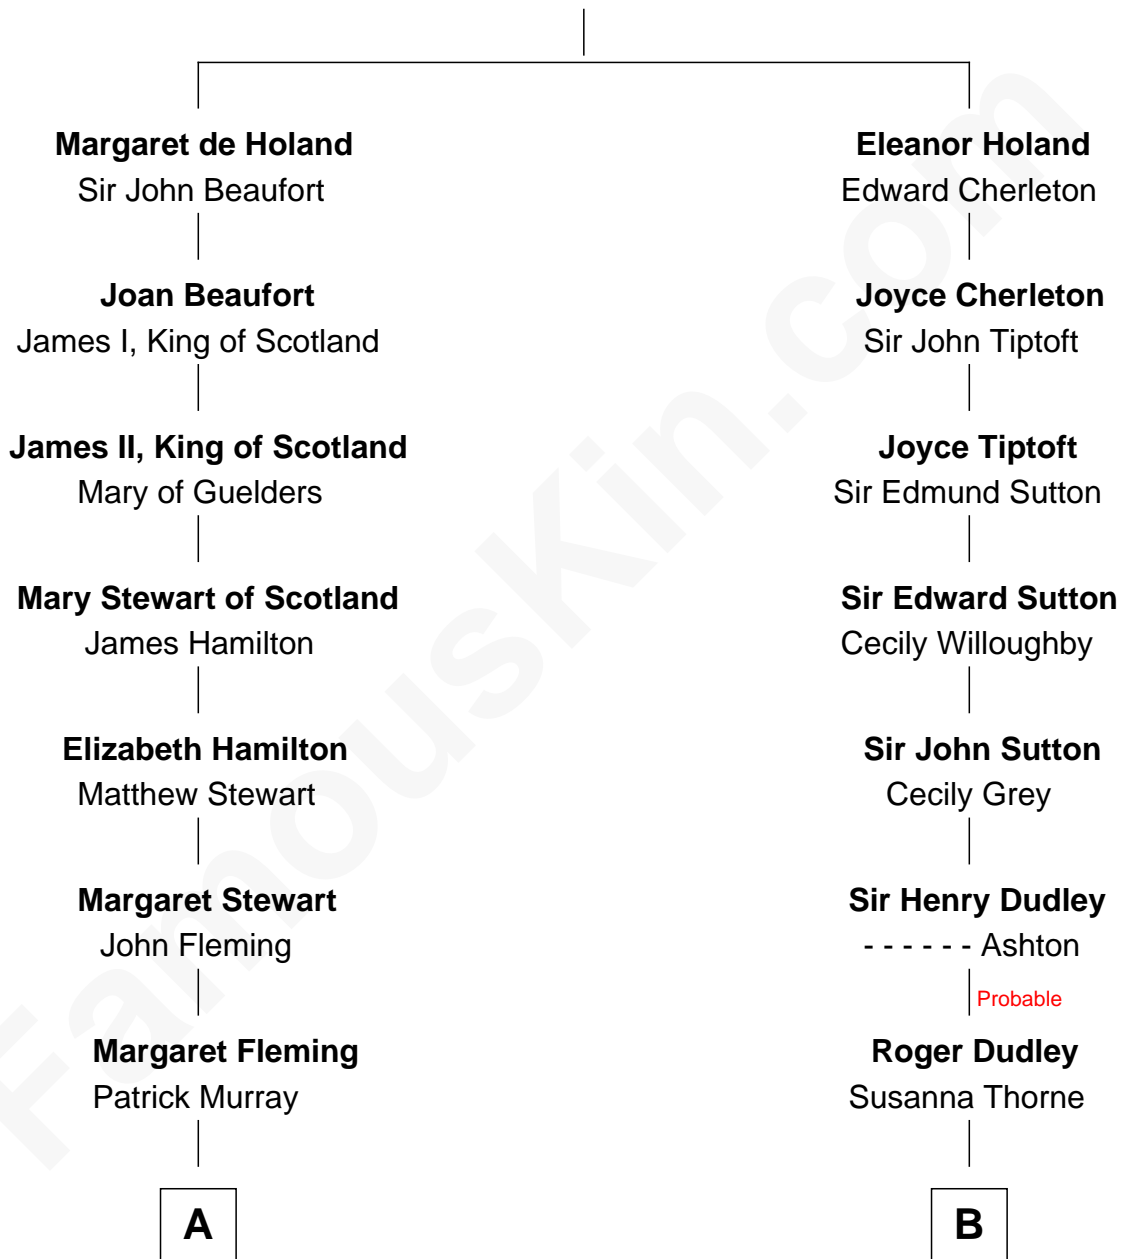 Margaret de Holand
Sir John Beaufort
Joan Beaufort
James I, King of Scotland
James II, King of Scotland
Mary of Guelders
Mary Stewart of Scotland
James Hamilton
Elizabeth Hamilton
Matthew Stewart
Margaret Stewart
John Fleming
Margaret Fleming
Patrick Murray
A
Eleanor Holand
Edward Cherleton
Joyce Cherleton
Sir John Tiptoft
Joyce Tiptoft
Sir Edmund Sutton
Sir Edward Sutton
Cecily Willoughby
Sir John Sutton
Cecily Grey
Sir Henry Dudley
- - - - - - Ashton
Probable
Roger Dudley
Susanna Thorne
B
FamousKin.com